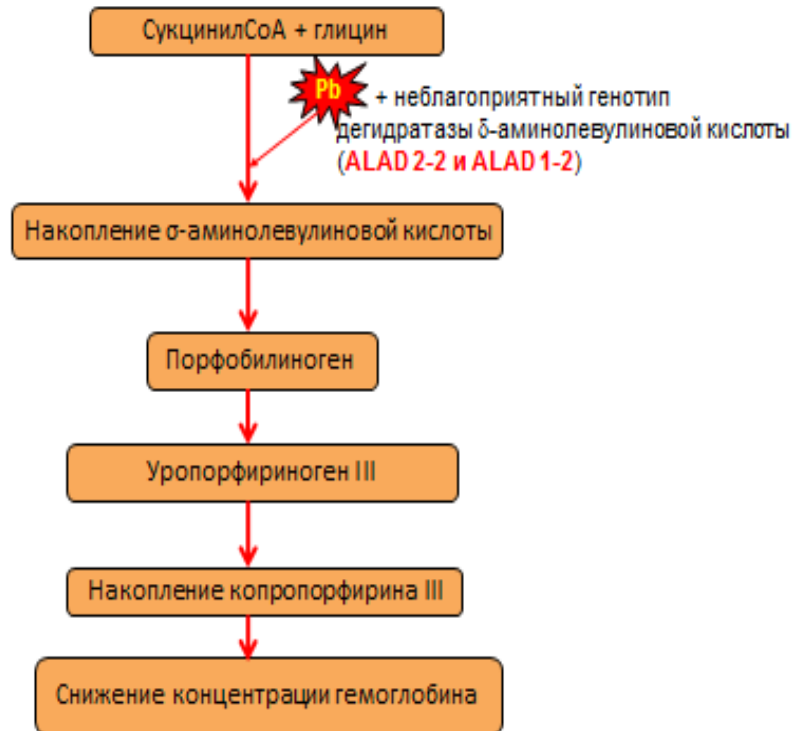 СукцинилСоА + глицин
Pb
+ неблагоприятный генотип
дегидратазы δ-аминолевулиновой кислоты
(ALAD 2-2 и ALAD 1-2)
Накопление σ-аминолевулиновой кислоты
Порфобилиноген
Уропорфириноген III
Накопление копропорфирина III
Снижение концентрации гемоглобина